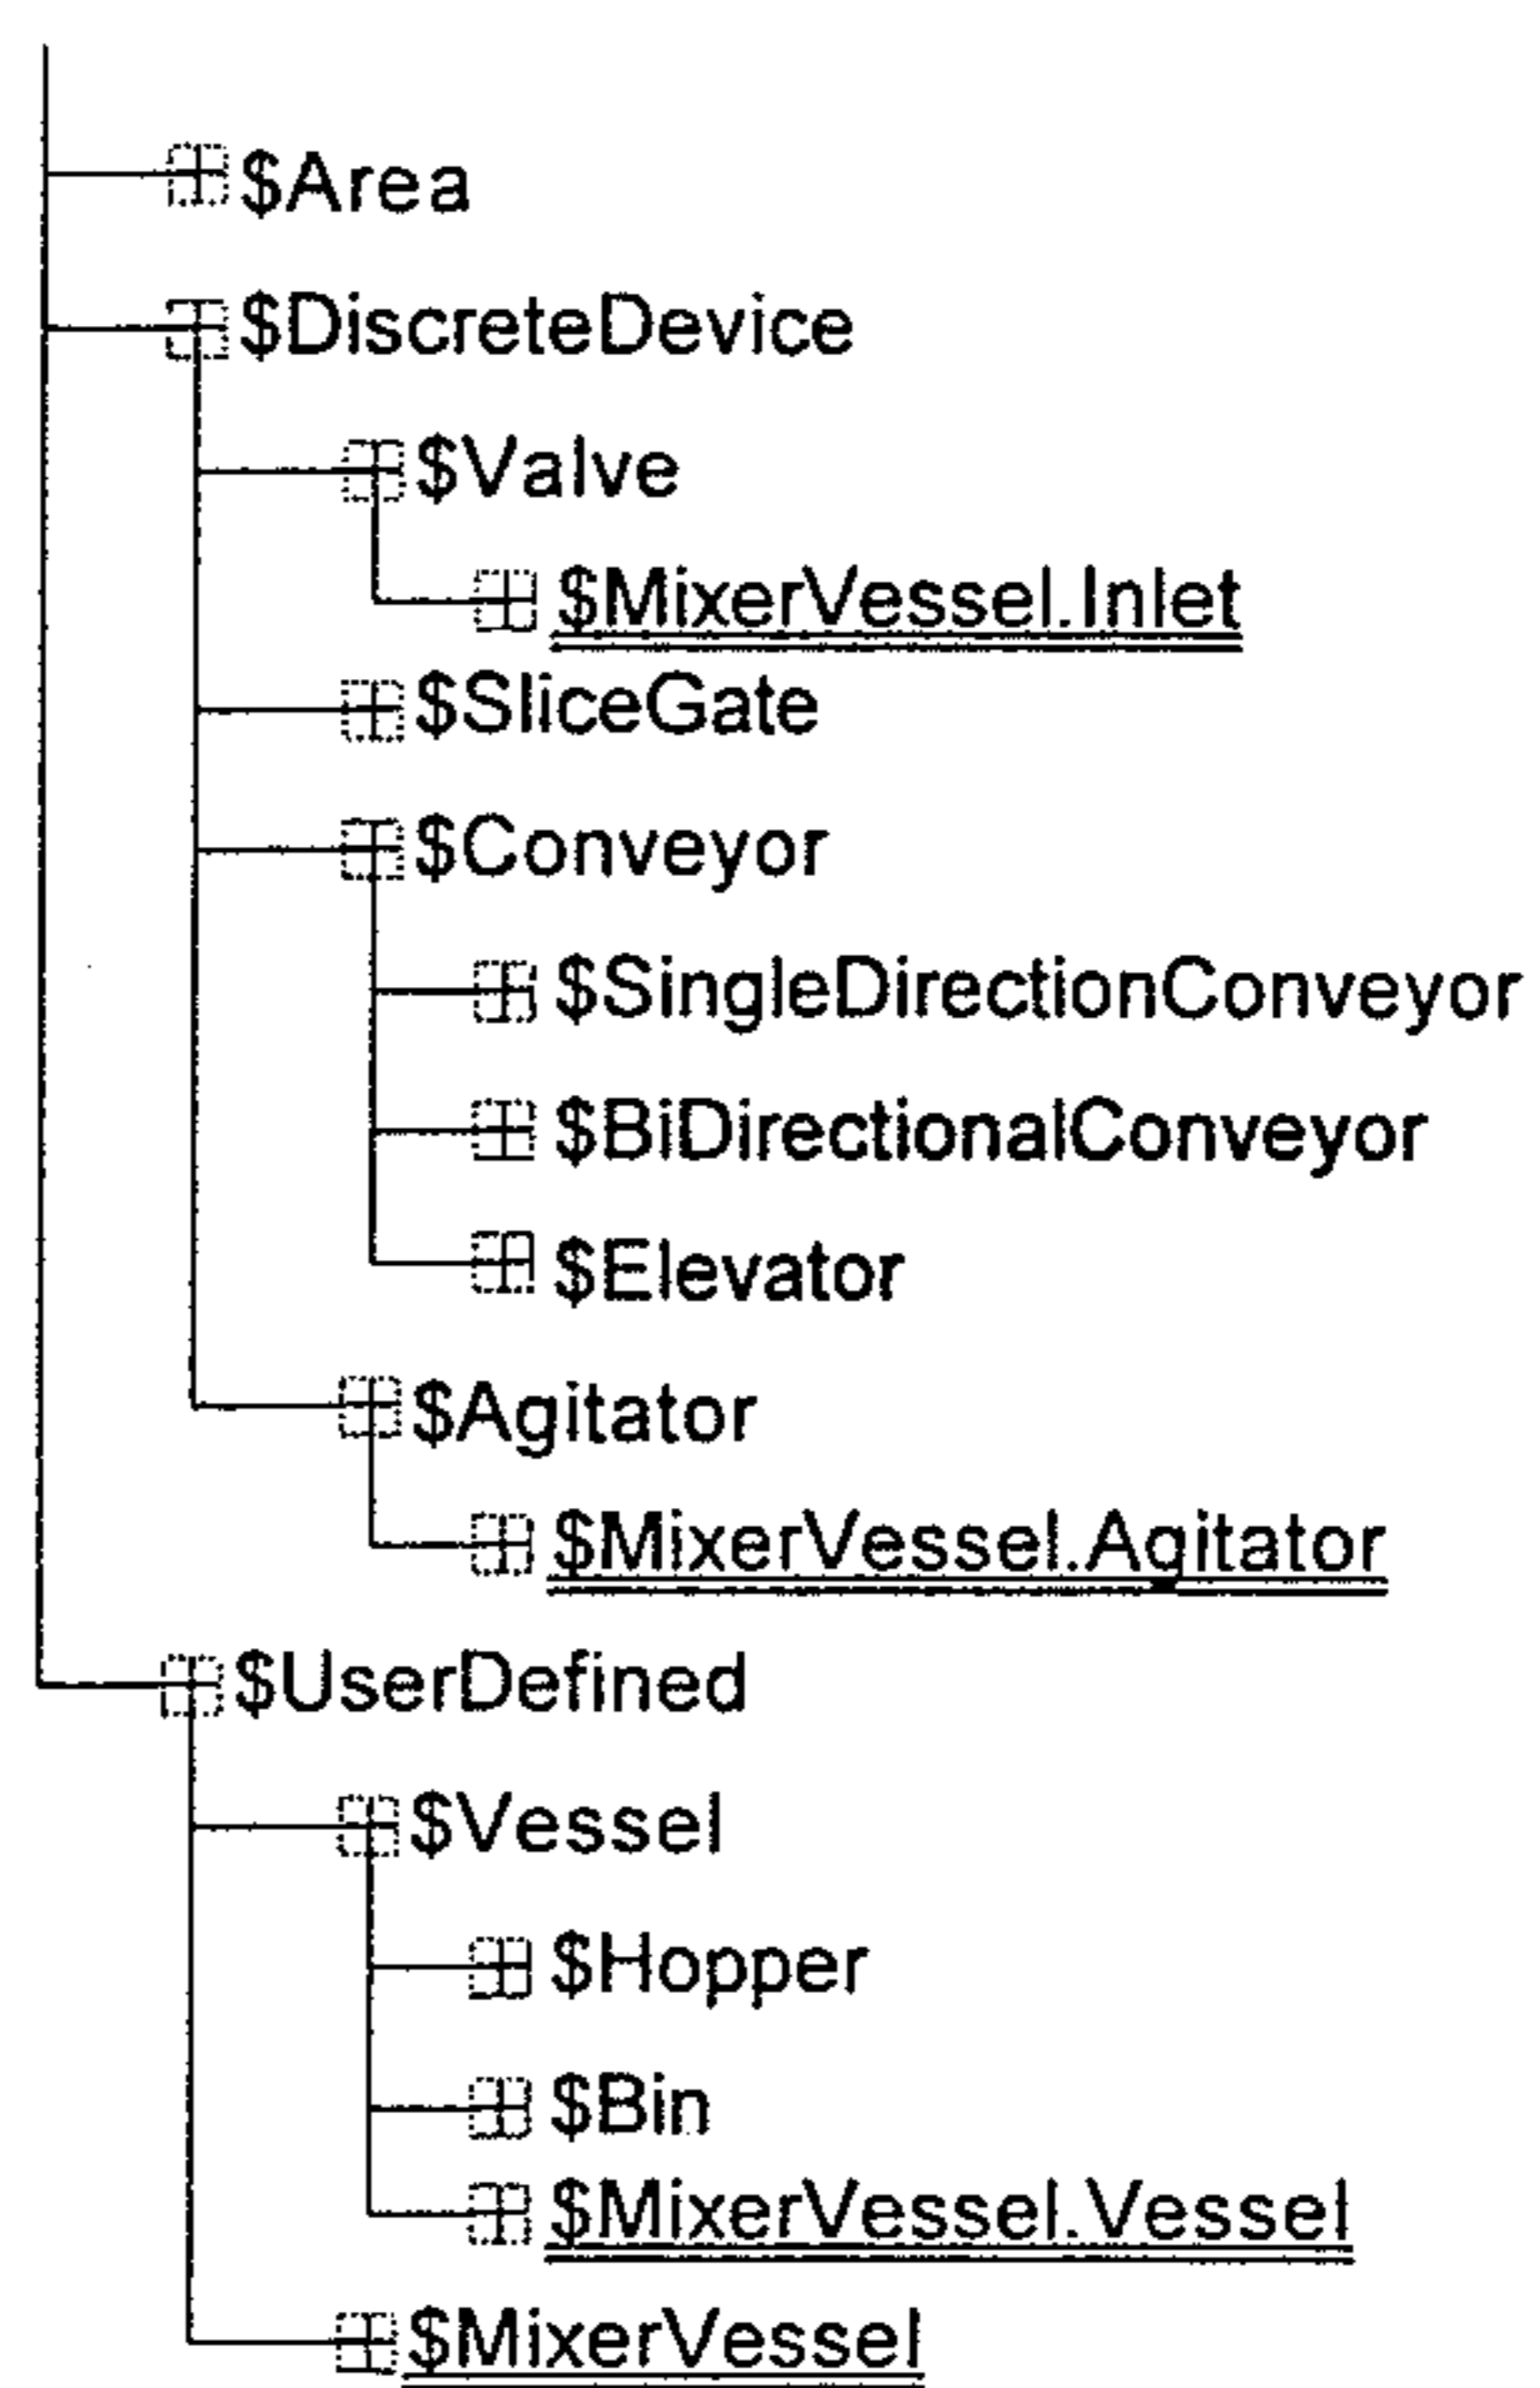 $Area
$DiscreteDevice
$Valve
$MixerVessel.Inlet
$SliceGate
$Conveyor
$SingleDirectionConveyor
$BiDirectionalConveyor
$Elevator
$Agitator
$MixerVessel.Agitator
$UserDefined
$Vessel
$Hopper
$Bin
$MixerVessel.Vessel
$MixerVessel